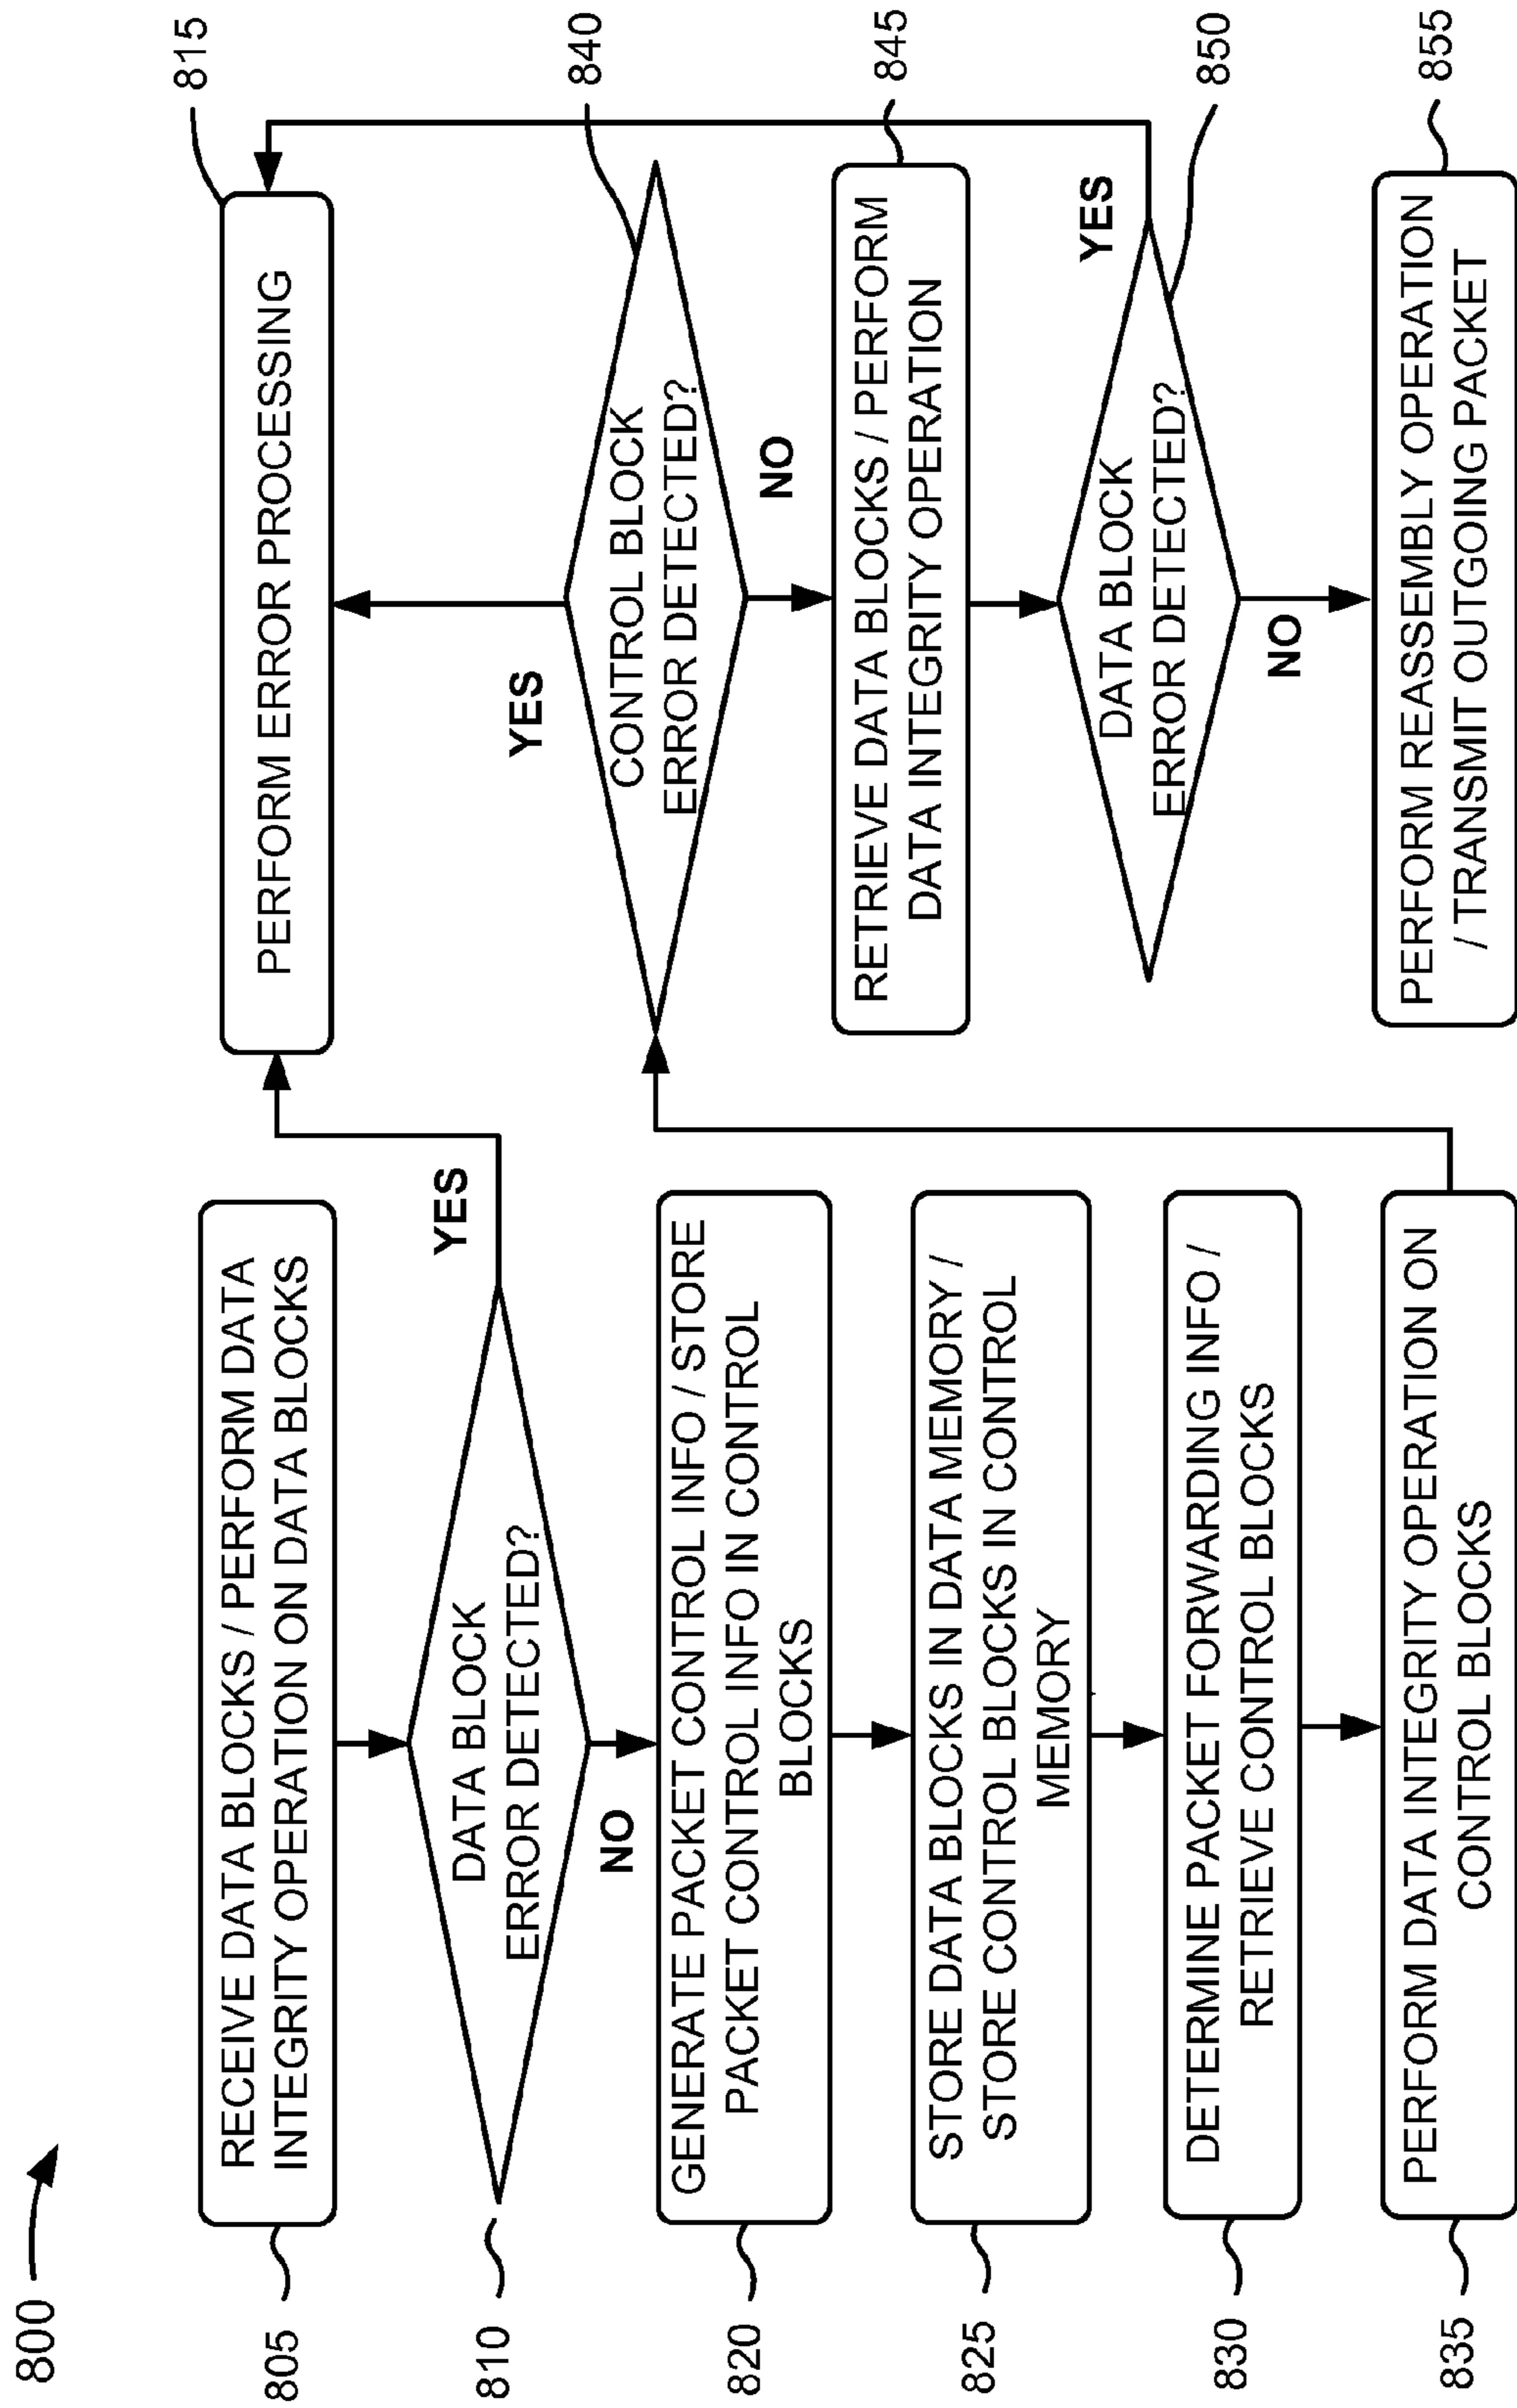 800
805
RECEIVE DATA BLOCKS / PERFORM DATA
INTEGRITY OPERATION ON DATA BLOCKS
810
DATA BLOCK
ERROR DETECTED?
YES
NO
820
GENERATE PACKET CONTROL INFO / STORE
PACKET CONTROL INFO IN CONTROL
BLOCKS
825
STORE DATA BLOCKS IN DATA MEMORY /
STORE CONTROL BLOCKS IN CONTROL
MEMORY
830
DETERMINE PACKET FORWARDING INFO /
RETRIEVE CONTROL BLOCKS
835
PERFORM DATA INTEGRITY OPERATION ON
CONTROL BLOCKS
815
PERFORM ERROR PROCESSING
YES
840
CONTROL BLOCK
ERROR DETECTED?
NO
845
RETRIEVE DATA BLOCKS / PERFORM
DATA INTEGRITY OPERATION
YES
850
DATA BLOCK
ERROR DETECTED?
NO
855
PERFORM REASSEMBLY OPERATION
/ TRANSMIT OUTGOING PACKET